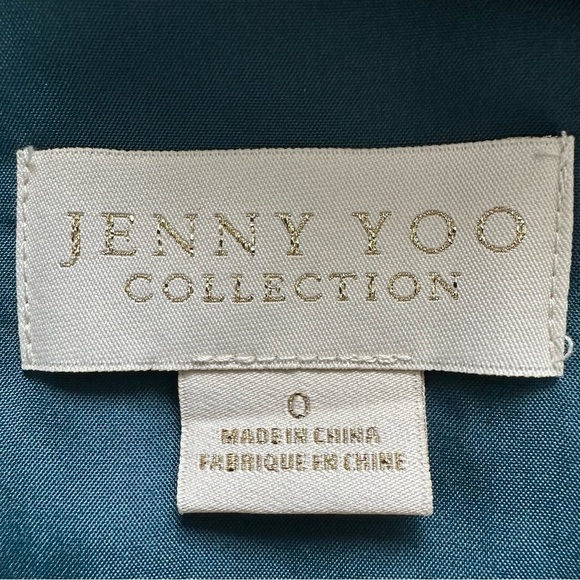 JENNY YOO
COLLECTION
0
MADE IN CHINA
FABRIQUE EN CHINE